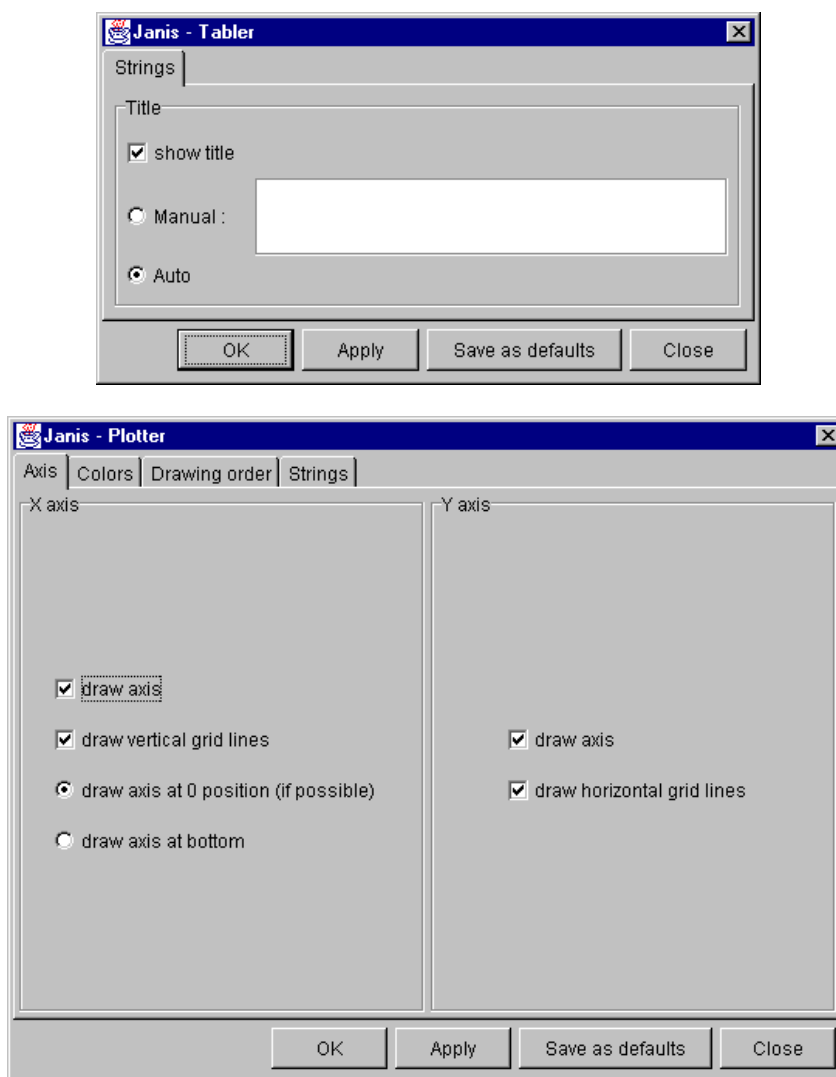 Janis - Tabler
Strings
Title
show title
Manual :
Auto
OK Apply Save as defaults Close
Janis - Plotter
Axis Colors Drawing order Strings
X axis
draw axis
draw vertical grid lines
draw axis at 0 position (if possible)
draw axis at bottom
Y axis
draw axis
draw horizontal grid lines
OK Apply Save as defaults Close